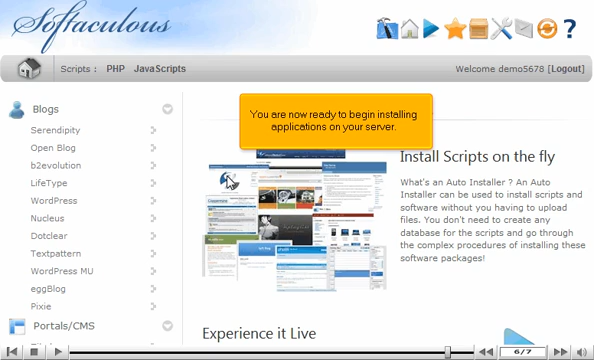 Softaculous
?
Scripts : PHP JavaScripts
Welcome demo5678 [Logout]
Blogs
Serendipity
Open Blog
b2evolution
LifeType
WordPress
Nucleus
Dotclear
Textpattern
WordPress MU
eggBlog
Pixie
Portals/CMS
You are now ready to begin installing
applications on your server.
Install Scripts on the fly
What's an Auto Installer ? An Auto
Installer can be used to install scripts and
software without you having to upload
files. You don't need to create any
database for the scripts and go through
the complex procedures of installing these
software packages!
Experience it Live
6/7